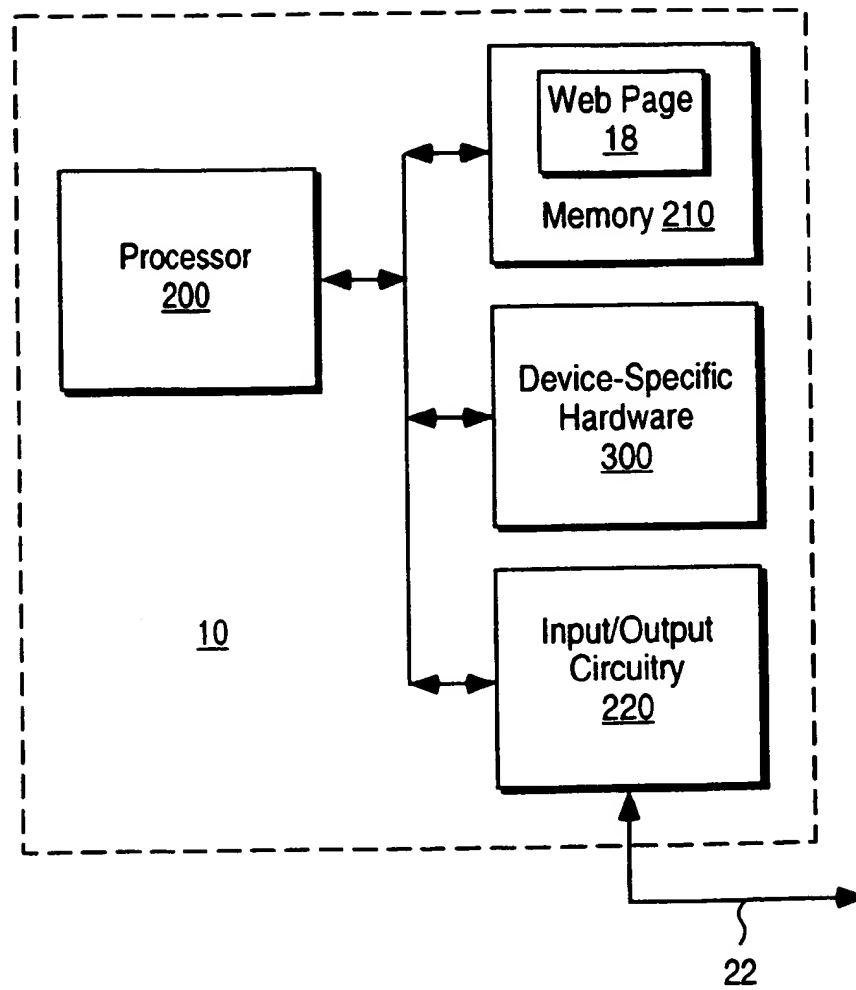 Web Page
18
Memory 210
Processor
200
Device-Specific
Hardware
300
10
Input/Output
Circuitry
220
22